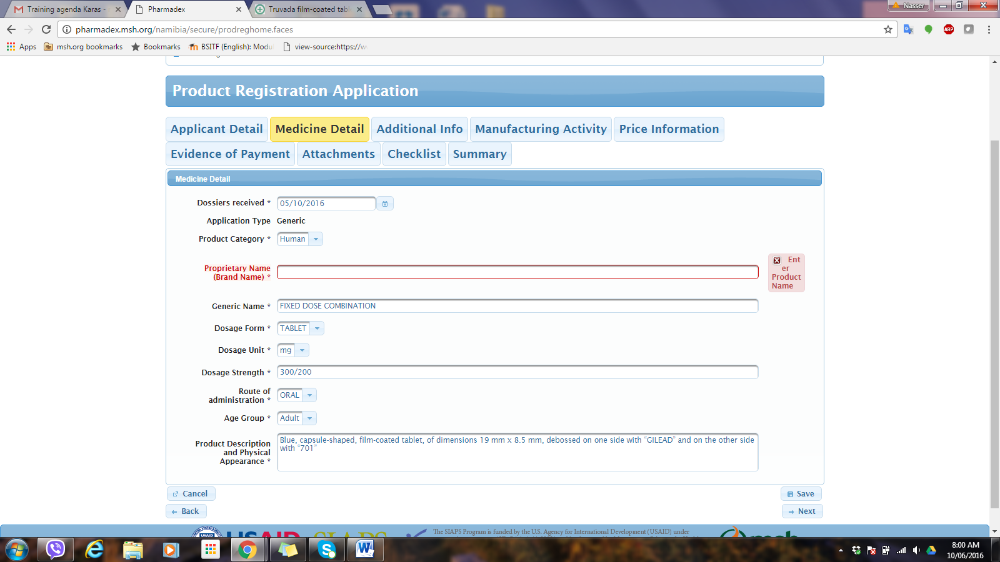 Training agenda Karas -
Pharmadex
Truvada film-coated tabl
Nasser
pharmadex.msh.org/namibia/secure/prodreghome.faces
ABP
Apps
msh.org bookmarks
Bookmarks
BSITF (English): Modu
view-source:https://w
Product Registration Application
Applicant Detail
Medicine Detail
Additional Info
Manufacturing Activity
Price Information
Evidence of Payment
Attachments
Checklist
Summary
Medicine Detail
Dossiers received *
05/10/2016
Application Type
Generic
Product Category *
Human
Proprietary Name
(Brand Name) *
Ent
er
Product
Name
Generic Name *
FIXED DOSE COMBINATION
Dosage Form *
TABLET
Dosage Unit *
mg
Dosage Strength *
300/200
Route of
administration *
ORAL
Age Group *
Adult
Product Description
and Physical
Appearance *
Blue, capsule-shaped, film-coated tablet, of dimensions 19 mm x 8.5 mm, debossed on one side with “GILEAD” and on the other side
with “701”
Cancel
Save
Back
Next
USAID
USAID
SIAPS
The SIAPS Program is funded by the U.S. Agency for International Development (USAID) under
msh
8:00 AM
10/06/2016